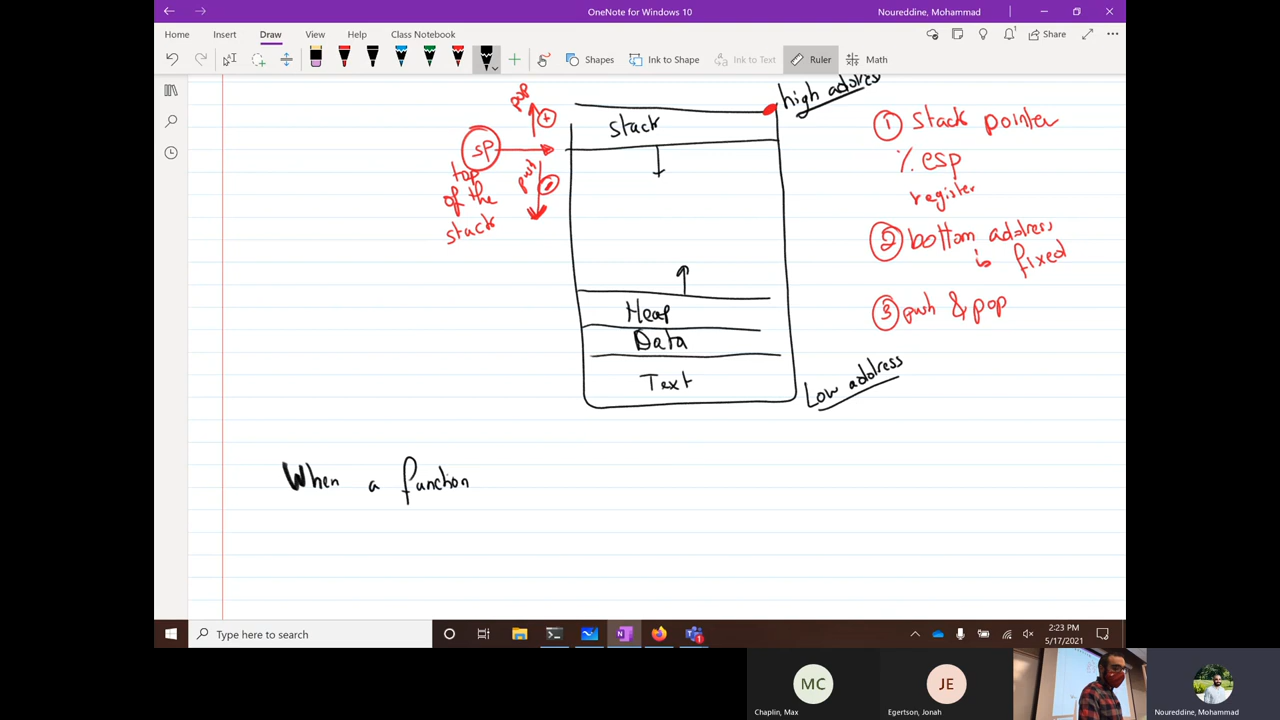 OneNote for Windows 10
Noureddine, Mohammad
Home Insert Draw View Help Class Notebook
Share
Shapes Ink to Shape Ink to Text Ruler Math
high address
pop
+
stack
sp
push
top
of the
stack
① stack pointer
% esp
register
② bottom address
is fixed
③ push & pop
Heap
Data
Text
Low address
When a function
Type here to search
2:23 PM
5/17/2021
MC
Chaplin, Max
JE
Egertson, Jonah
Noureddine, Mohammad